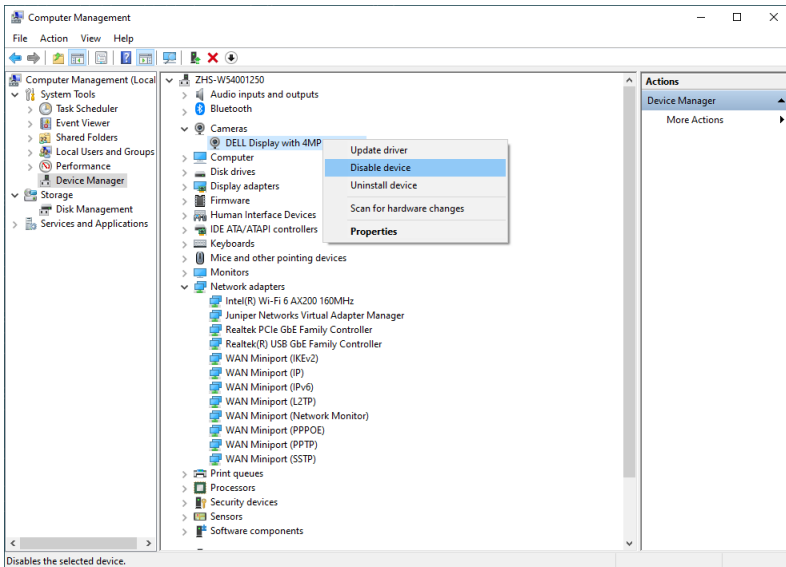 Computer Management
File Action View Help
Computer Management (Local
System Tools
Task Scheduler
Event Viewer
Shared Folders
Local Users and Groups
Performance
Device Manager
Storage
Disk Management
Services and Applications
ZHS-W54001250
Audio inputs and outputs
Bluetooth
Cameras
DELL Display with 4MP
Computer
Disk drives
Display adapters
Firmware
Human Interface Devices
IDE ATA/ATAPI controllers
Keyboards
Mice and other pointing devices
Monitors
Network adapters
Intel(R) Wi-Fi 6 AX200 160MHz
Juniper Networks Virtual Adapter Manager
Realtek PCIe GbE Family Controller
Realtek(R) USB GbE Family Controller
WAN Miniport (IKEv2)
WAN Miniport (IP)
WAN Miniport (IPv6)
WAN Miniport (L2TP)
WAN Miniport (Network Monitor)
WAN Miniport (PPPOE)
WAN Miniport (PPTP)
WAN Miniport (SSTP)
Print queues
Processors
Security devices
Sensors
Software components
Update driver
Disable device
Uninstall device
Scan for hardware changes
Properties
Actions
Device Manager
More Actions
Disables the selected device.